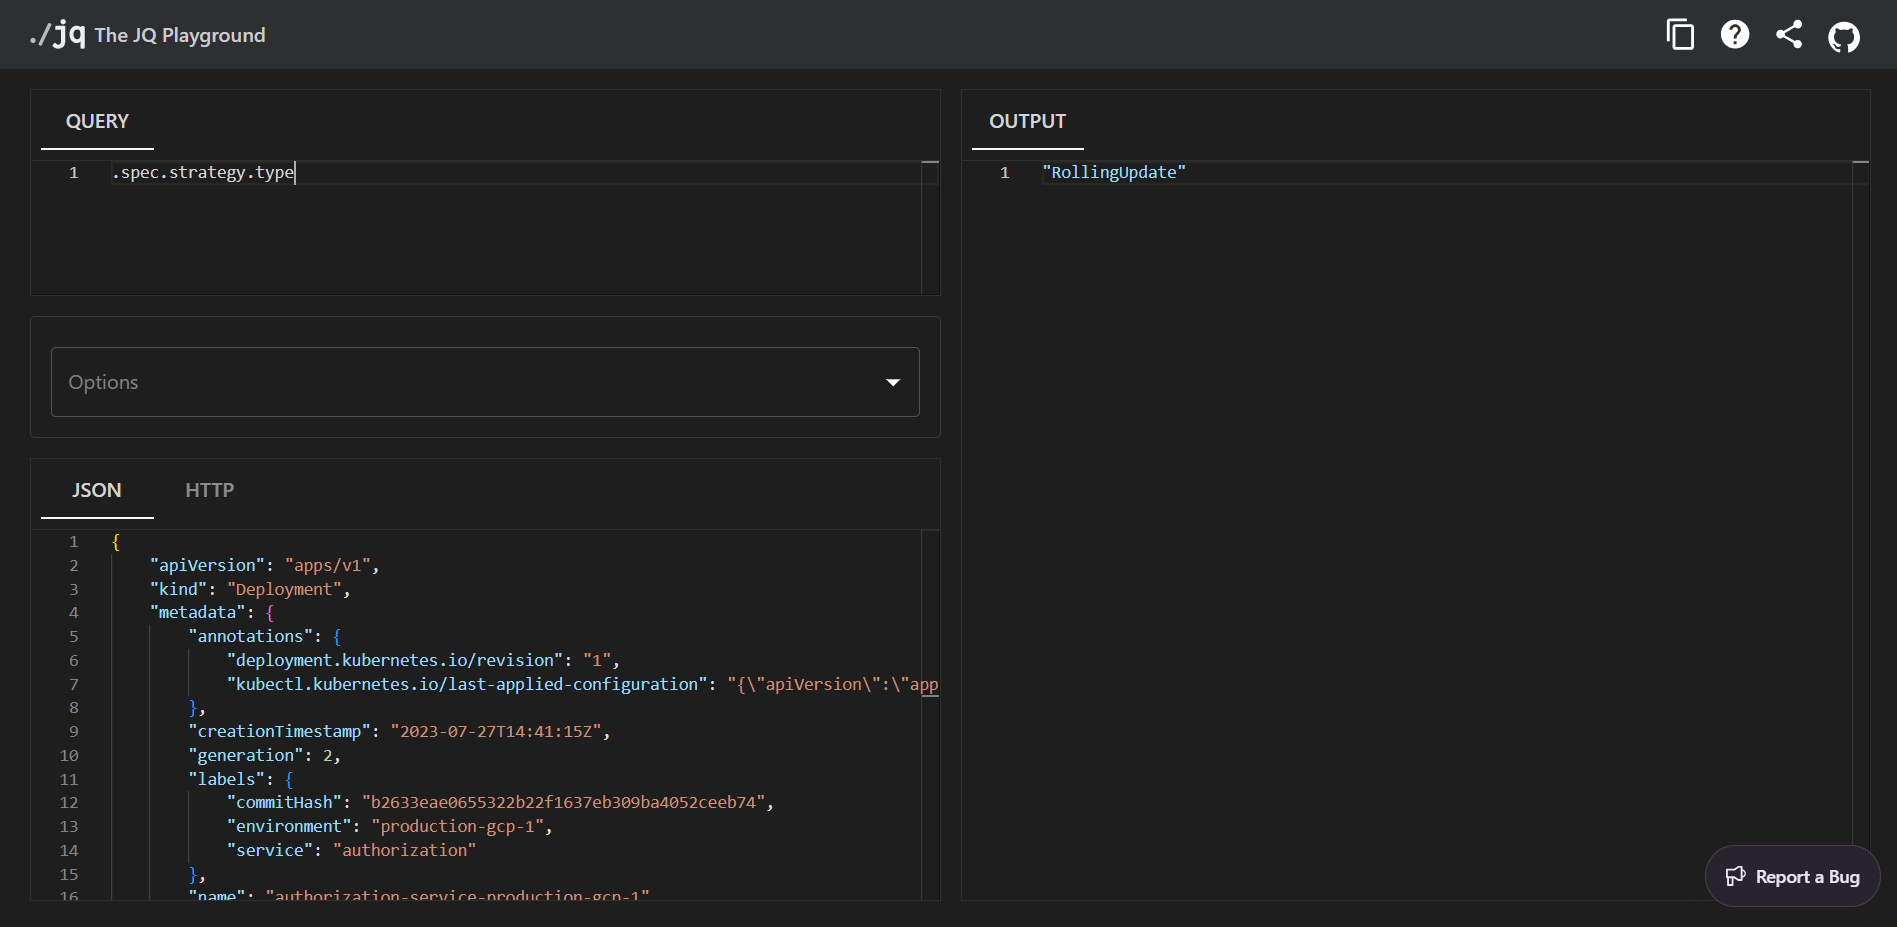 ./jq The JQ Playground
QUERY
1 .spec.strategy.type
Options
JSON HTTP
1 {
2 "apiVersion": "apps/v1",
3 "kind": "Deployment",
4 "metadata": {
5 "annotations": {
6 "deployment.kubernetes.io/revision": "1",
7 "kubectl.kubernetes.io/last-applied-configuration": "{\"apiVersion\":\"app
8 },
9 "creationTimestamp": "2023-07-27T14:41:15Z",
10 "generation": 2,
11 "labels": {
12 "commitHash": "b2633eae0655322b22f1637eb309ba4052ceeb74",
13 "environment": "production-gcp-1",
14 "service": "authorization"
15 },
16 "name": "authorization-service-production-gcp-1"
OUTPUT
1 "RollingUpdate"
Report a Bug